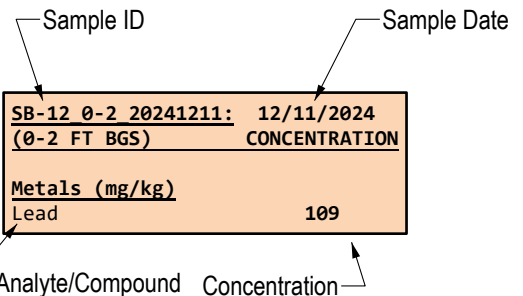 Sample ID
Sample Date
SB-12_0-2_20241211: 12/11/2024
(0-2 FT BGS) CONCENTRATION
Metals (mg/kg)
Lead 109
Analyte/Compound
Concentration